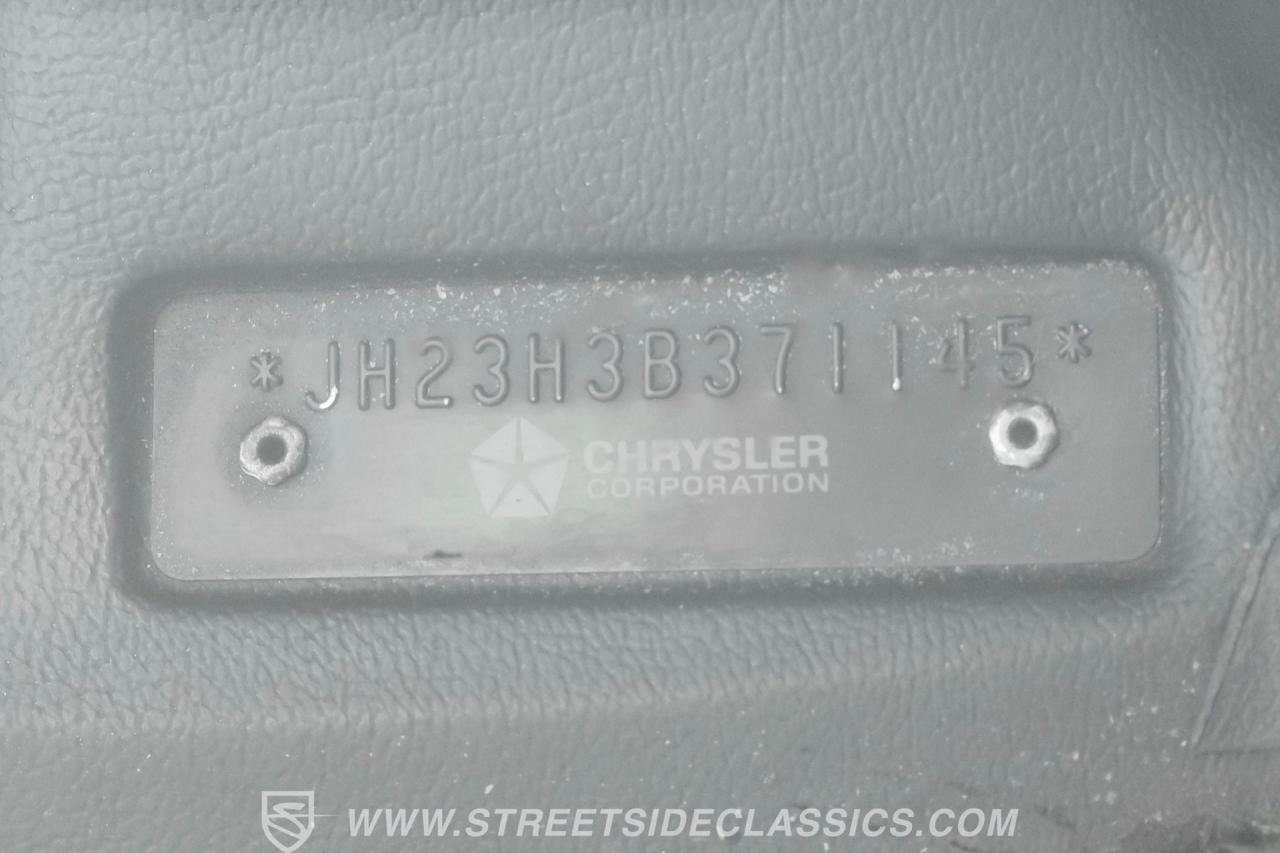 *JH23H3B371145*
CHRYSLER
CORPORATION
WWW.STREETSIDECLASSICS.COM